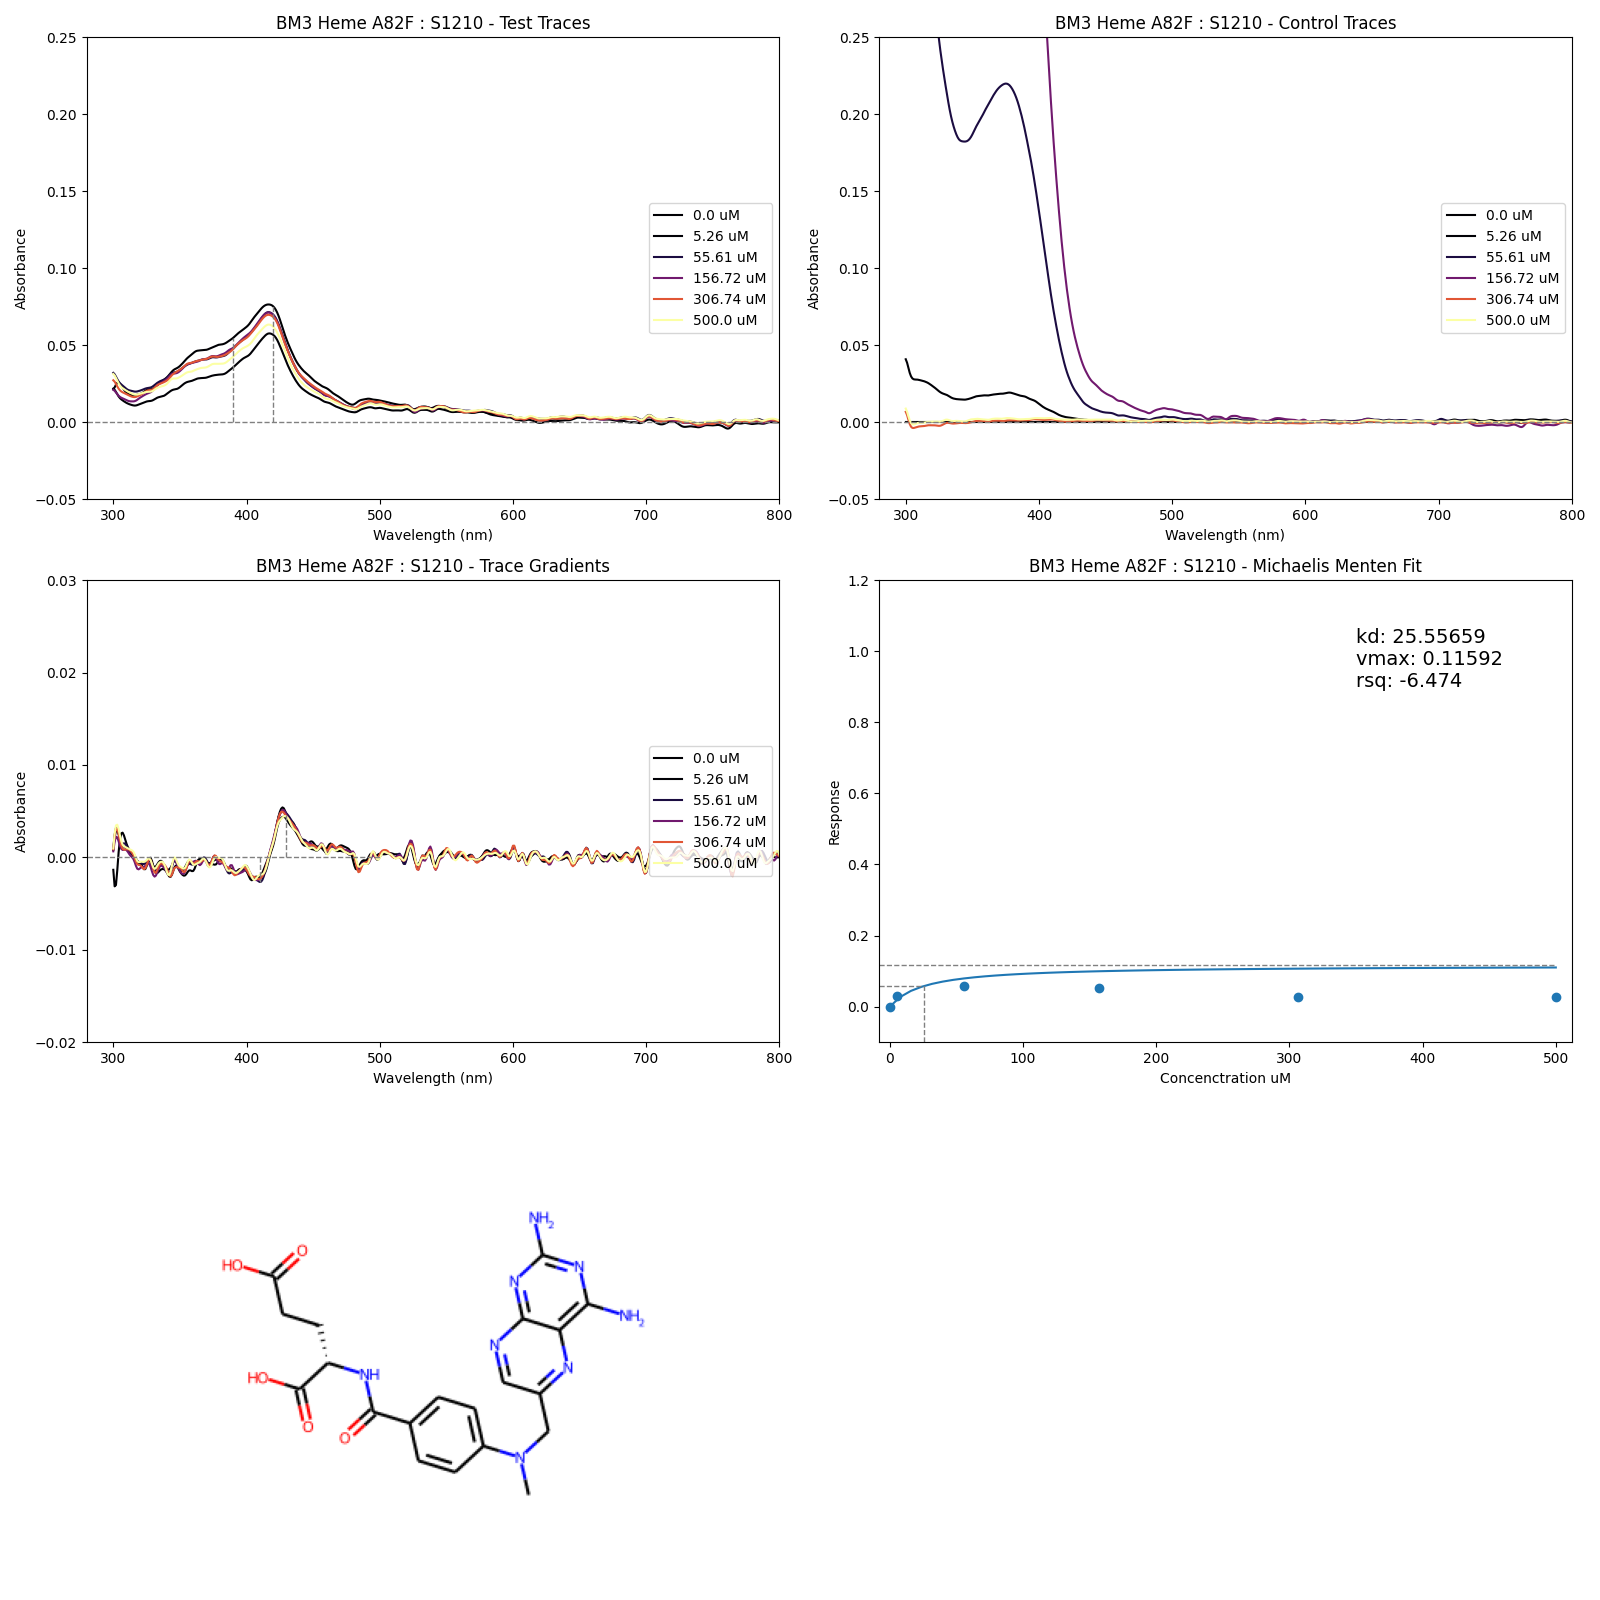 BM3 Heme A82F : S1210 - Test Traces
0.25
0.20
0.15
0.10
0.05
0.00
−0.05
Absorbance
300 400 500 600 700 800
Wavelength (nm)
0.0 uM
5.26 uM
55.61 uM
156.72 uM
306.74 uM
500.0 uM
BM3 Heme A82F : S1210 - Control Traces
0.25
0.20
0.15
0.10
0.05
0.00
−0.05
Absorbance
300 400 500 600 700 800
Wavelength (nm)
0.0 uM
5.26 uM
55.61 uM
156.72 uM
306.74 uM
500.0 uM
BM3 Heme A82F : S1210 - Trace Gradients
0.03
0.02
0.01
0.00
−0.01
−0.02
Absorbance
300 400 500 600 700 800
Wavelength (nm)
0.0 uM
5.26 uM
55.61 uM
156.72 uM
306.74 uM
500.0 uM
BM3 Heme A82F : S1210 - Michaelis Menten Fit
1.2
1.0
0.8
0.6
0.4
0.2
0.0
Response
0 100 200 300 400 500
Concenctration uM
kd: 25.55659
vmax: 0.11592
rsq: -6.474
NH2
HO
O
N
N
NH2
N
N
HO
NH
O
O
N